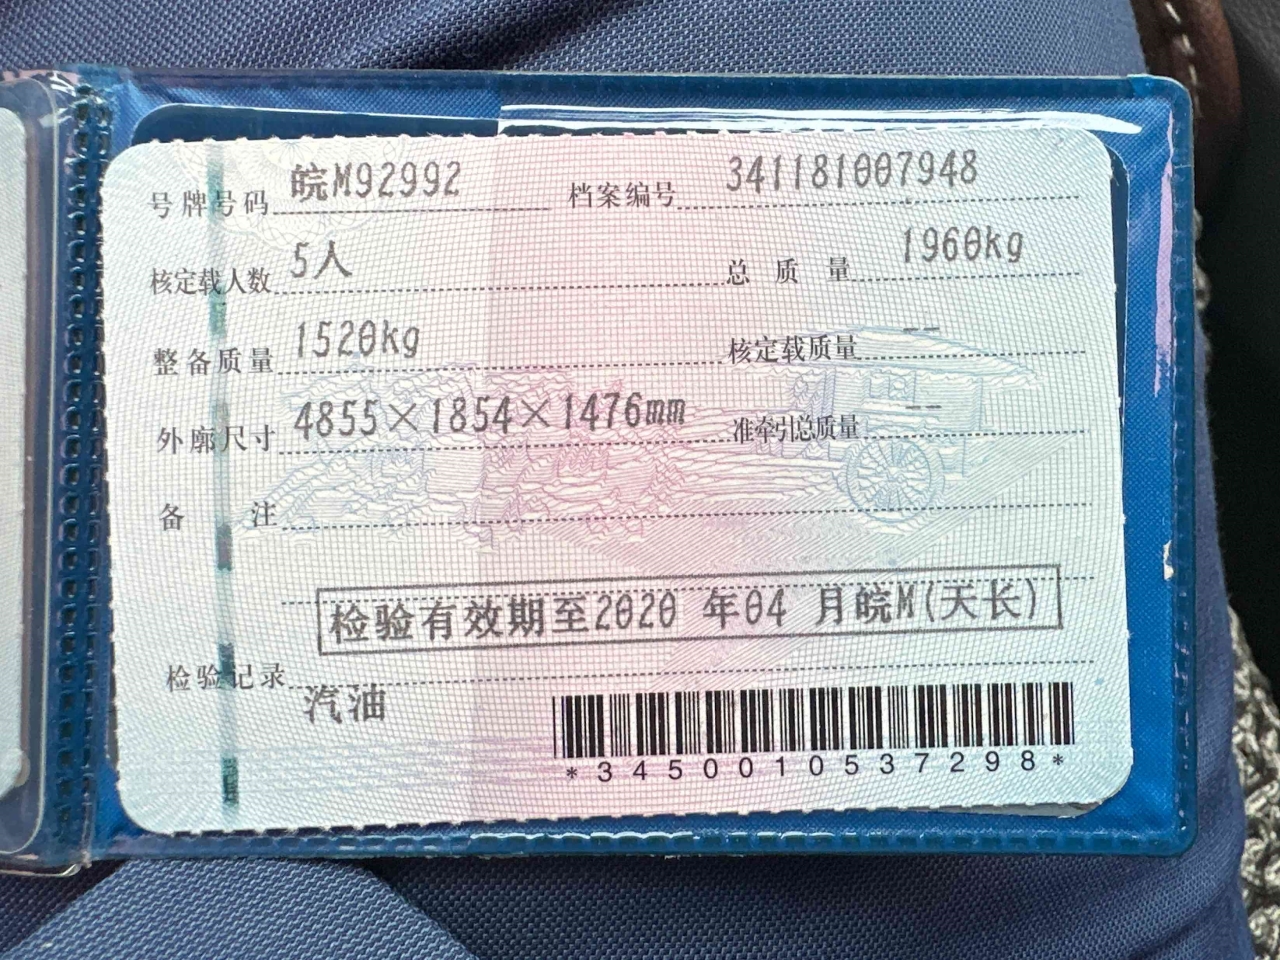 号牌号码 皖M92992 档案编号 341181007948
核定载人数 5人 总质量 1960kg
整备质量 1520kg 核定载质量 --
外廓尺寸 4855×1854×1476mm 准牵引总质量 --
备注
检验有效期至2020 年04 月皖M(天长)
检验记录
汽油
*3450010537298*